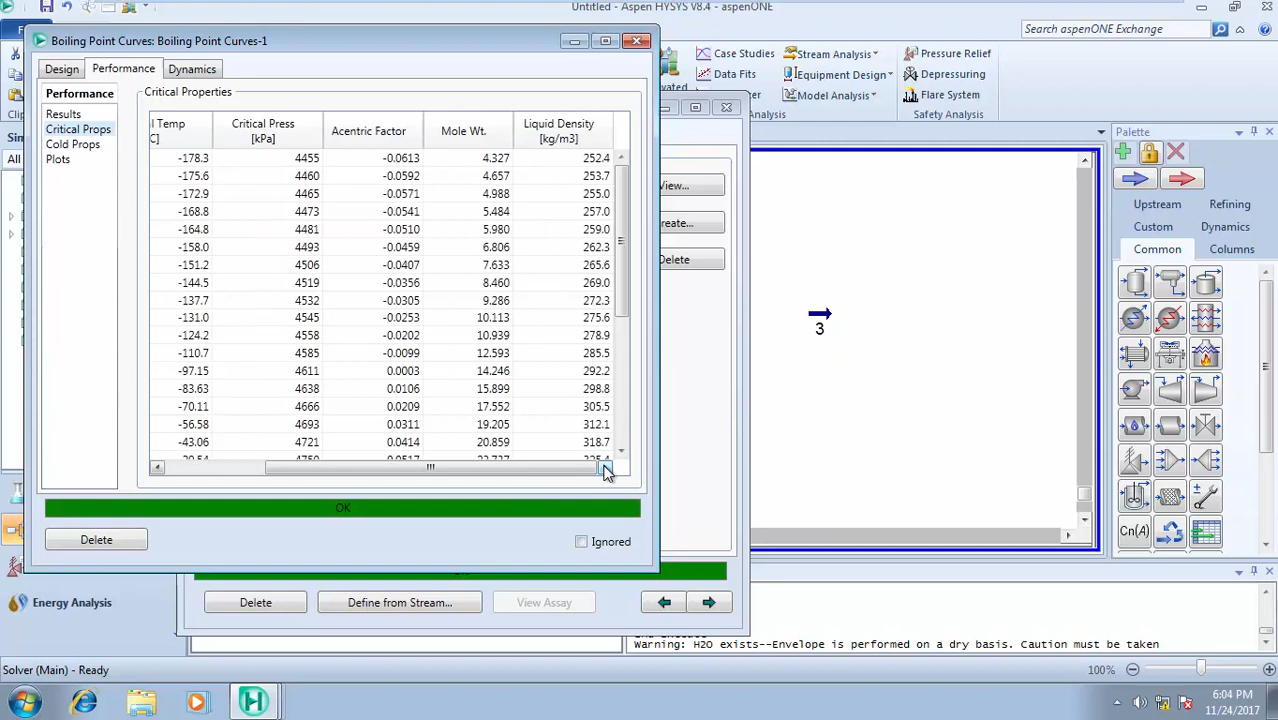 Untitled - Aspen HYSYS V8.4 - aspenONE
Search aspenONE Exchange
Boiling Point Curves: Boiling Point Curves-1
Design
Performance
Dynamics
Performance
Results
Critical Props
Cold Props
Plots
Critical Properties
l Temp Critical Press Acentric Factor Mole Wt. Liquid Density
C] [kPa] [kg/m3]
-178.3 4455 -0.0613 4.327 252.4
-175.6 4460 -0.0592 4.657 253.7
-172.9 4465 -0.0571 4.988 255.0
-168.8 4473 -0.0541 5.484 257.0
-164.8 4481 -0.0510 5.980 259.0
-158.0 4493 -0.0459 6.806 262.3
-151.2 4506 -0.0407 7.633 265.6
-144.5 4519 -0.0356 8.460 269.0
-137.7 4532 -0.0305 9.286 272.3
-131.0 4545 -0.0253 10.113 275.6
-124.2 4558 -0.0202 10.939 278.9
-110.7 4585 -0.0099 12.593 285.5
-97.15 4611 0.0003 14.246 292.2
-83.63 4638 0.0106 15.899 298.8
-70.11 4666 0.0209 17.552 305.5
-56.58 4693 0.0311 19.205 312.1
-43.06 4721 0.0414 20.859 318.7
OK
Delete
Ignored
View...
reate...
Delete
Delete
Define from Stream...
View Assay
Case Studies
Stream Analysis
Pressure Relief
Data Fits
Equipment Design
Depressuring
Model Analysis
Flare System
Analysis
Safety Analysis
Palette
Upstream
Refining
Custom
Dynamics
Common
Columns
Cn(A)
3
Clip
Sim
All
Energy Analysis
Warning: H2O exists--Envelope is performed on a dry basis. Caution must be taken
Solver (Main) - Ready
100%
6:04 PM
11/24/2017